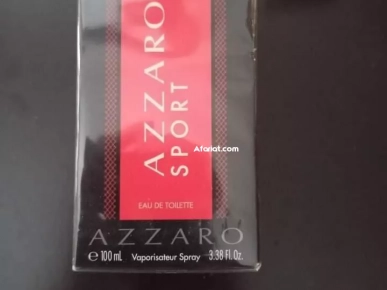 AZZARO
SPORT
Afariat.com
EAU DE TOILETTE
AZZARO
e 100 mL Vaporisateur Spray 3.38 Fl. Oz.